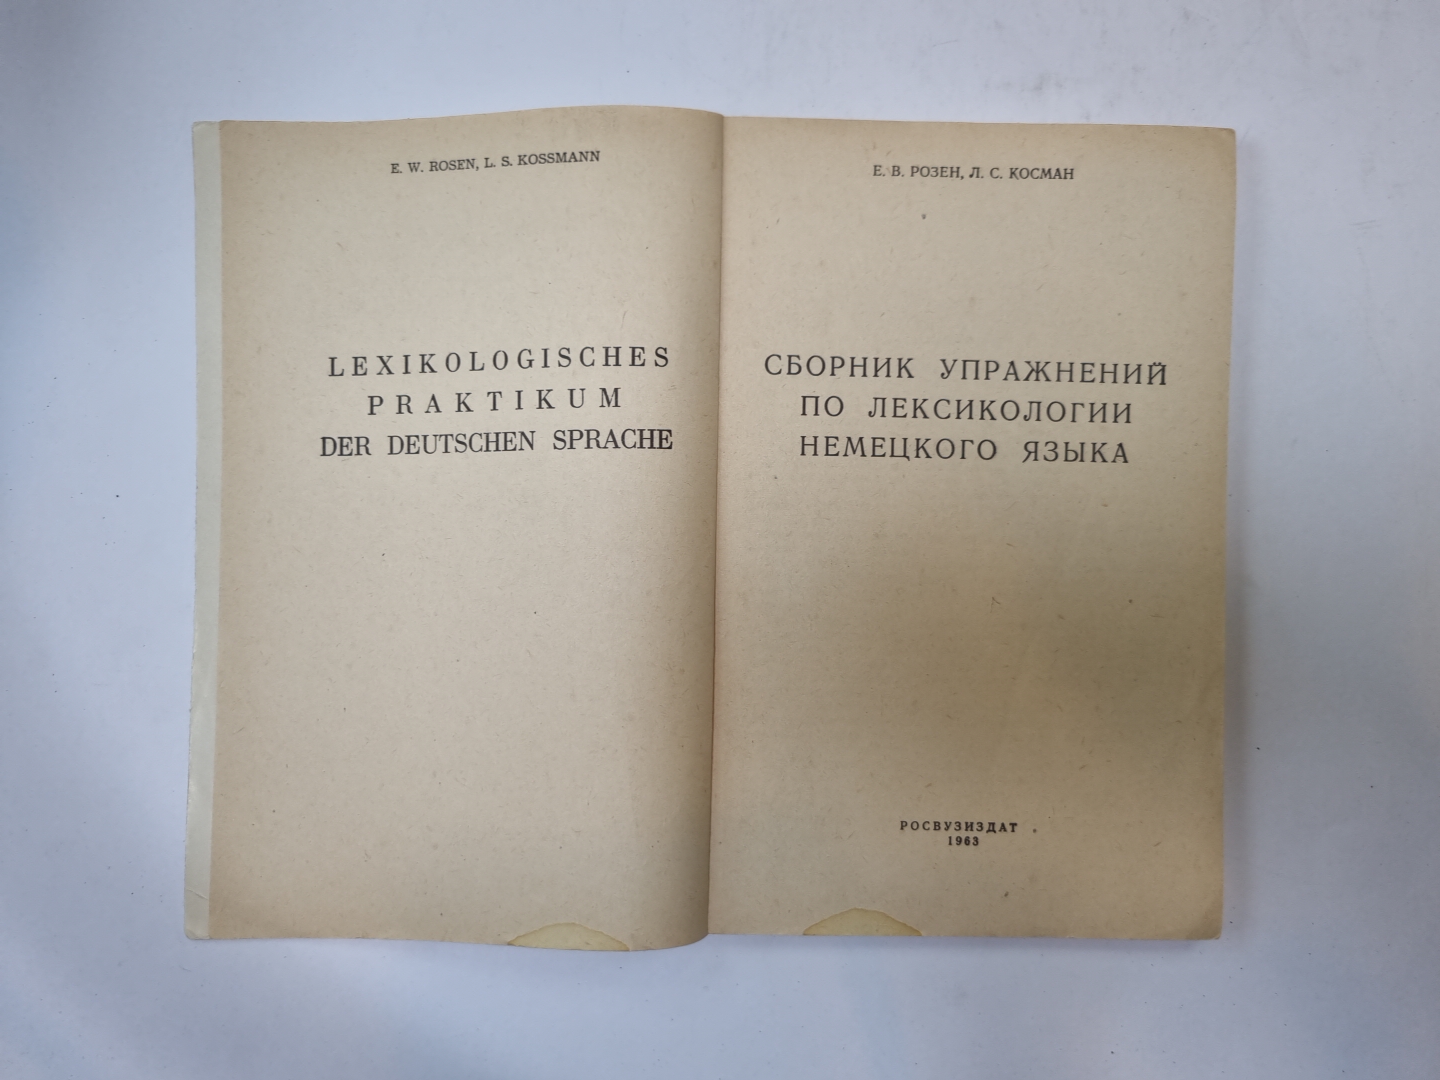 E. W. ROSEN, L. S. KOSSMANN
LEXIKOLOGISCHES
PRAKTIKUM
DER DEUTSCHEN SPRACHE
Е. В. РОЗЕН, Л. С. КОСМАН
СБОРНИК УПРАЖНЕНИЙ
ПО ЛЕКСИКОЛОГИИ
НЕМЕЦКОГО ЯЗЫКА
РОСВУЗИЗДАТ
1963